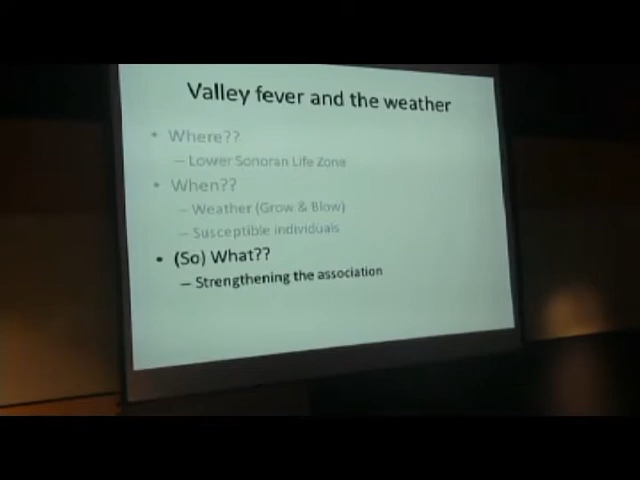 Valley fever and the weather
• Where??
– Lower Sonoran Life Zone
• When??
– Weather (Grow & Blow)
– Susceptible individuals
• (So) What??
– Strengthening the association